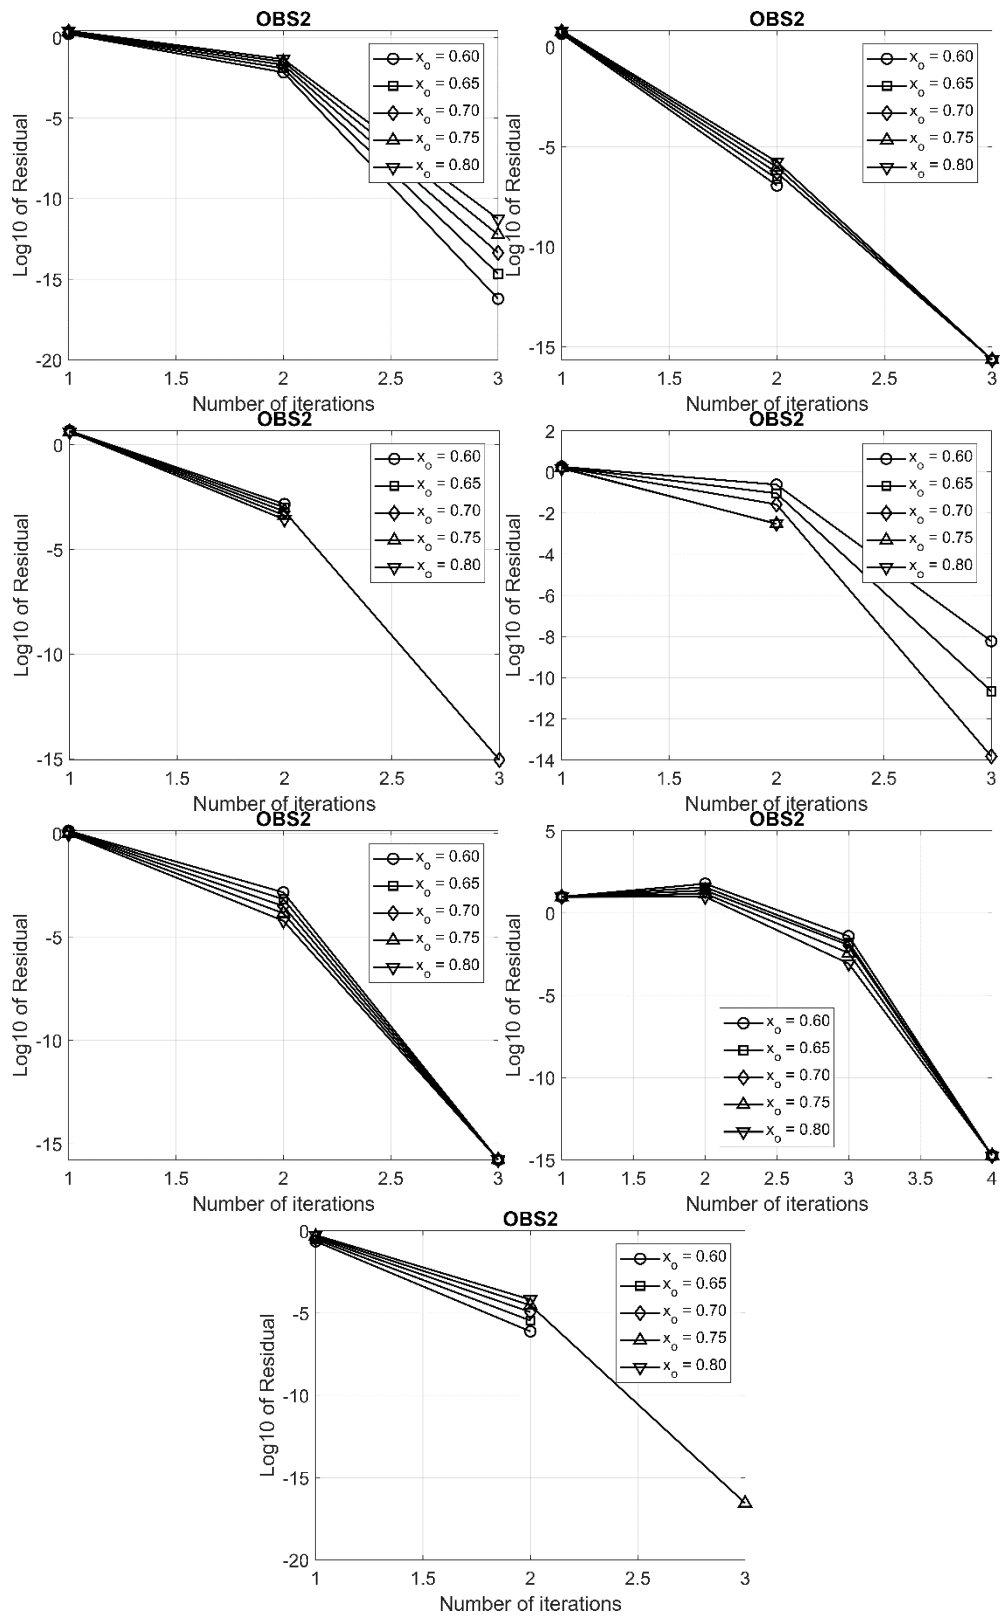 OBS2
0
-5
-10
-15
-20
Log10 of Residual
x_o = 0.60
x_o = 0.65
x_o = 0.70
x_o = 0.75
x_o = 0.80
1 1.5 2 2.5 3
Number of iterations
OBS2
0
-5
-10
-15
Log10 of Residual
x_o = 0.60
x_o = 0.65
x_o = 0.70
x_o = 0.75
x_o = 0.80
1 1.5 2 2.5 3
Number of iterations
OBS2
0
-5
-10
-15
Log10 of Residual
x_o = 0.60
x_o = 0.65
x_o = 0.70
x_o = 0.75
x_o = 0.80
1 1.5 2 2.5 3
Number of iterations
OBS2
2
0
-2
-4
-6
-8
-10
-12
-14
Log10 of Residual
x_o = 0.60
x_o = 0.65
x_o = 0.70
x_o = 0.75
x_o = 0.80
1 1.5 2 2.5 3
Number of iterations
OBS2
0
-5
-10
-15
Log10 of Residual
x_o = 0.60
x_o = 0.65
x_o = 0.70
x_o = 0.75
x_o = 0.80
1 1.5 2 2.5 3
Number of iterations
OBS2
5
0
-5
-10
-15
Log10 of Residual
x_o = 0.60
x_o = 0.65
x_o = 0.70
x_o = 0.75
x_o = 0.80
1 1.5 2 2.5 3 3.5 4
Number of iterations
OBS2
0
-5
-10
-15
-20
Log10 of Residual
x_o = 0.60
x_o = 0.65
x_o = 0.70
x_o = 0.75
x_o = 0.80
1 1.5 2 2.5 3
Number of iterations